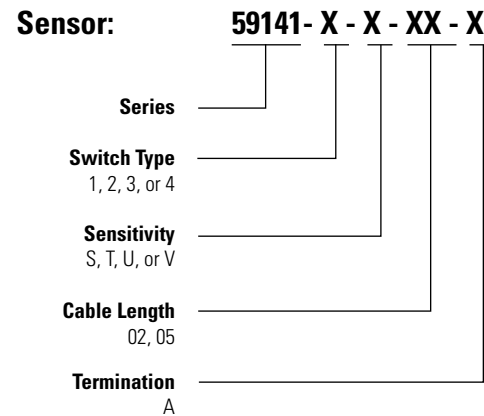 Sensor: 59141- X - X - XX - X
Series
Switch Type
1, 2, 3, or 4
Sensitivity
S, T, U, or V
Cable Length
02, 05
Termination
A